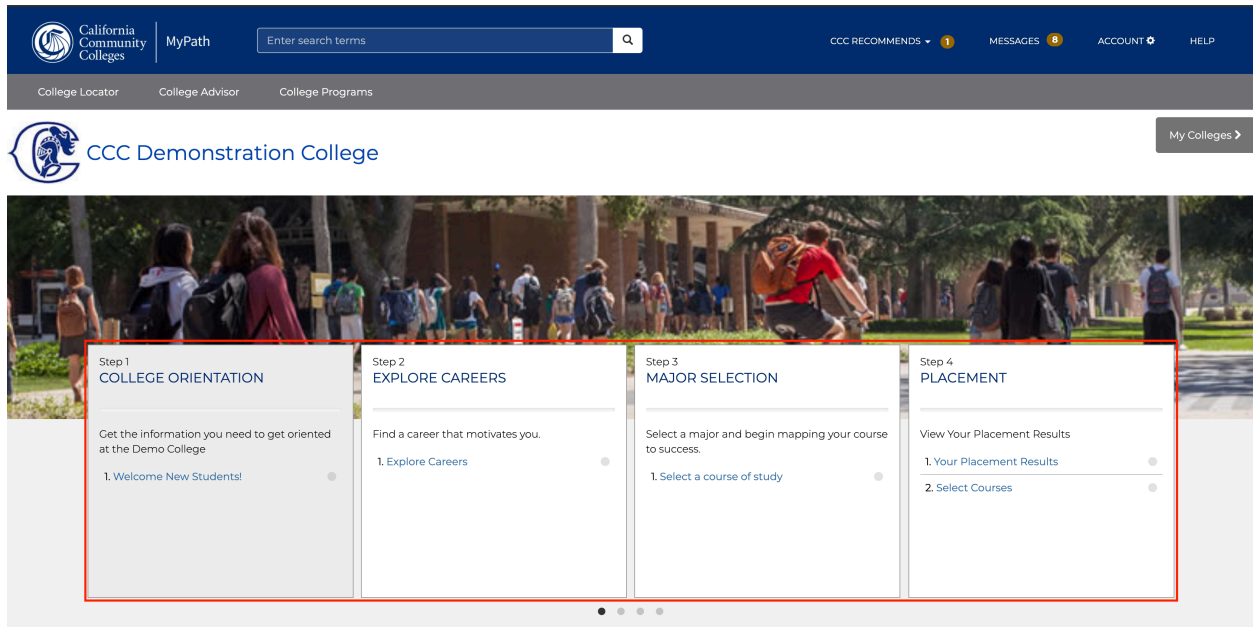 California
Community
Colleges
MyPath
Enter search terms
CCC RECOMMENDS 1
MESSAGES 8
ACCOUNT
HELP
College Locator
College Advisor
College Programs
CCC Demonstration College
My Colleges
Step 1
COLLEGE ORIENTATION
Get the information you need to get oriented
at the Demo College
1. Welcome New Students!
Step 2
EXPLORE CAREERS
Find a career that motivates you.
1. Explore Careers
Step 3
MAJOR SELECTION
Select a major and begin mapping your course
to success.
1. Select a course of study
Step 4
PLACEMENT
View Your Placement Results
1. Your Placement Results
2. Select Courses